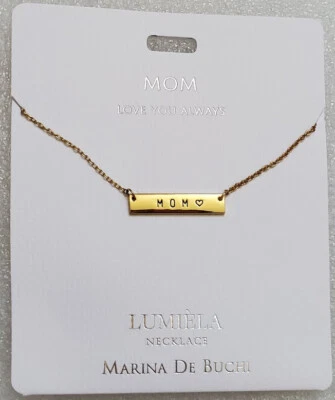 MOM
LOVE YOU ALWAYS
MOM♡
LUMIÈLA
NECKLACE
MARINA DE BUCHI